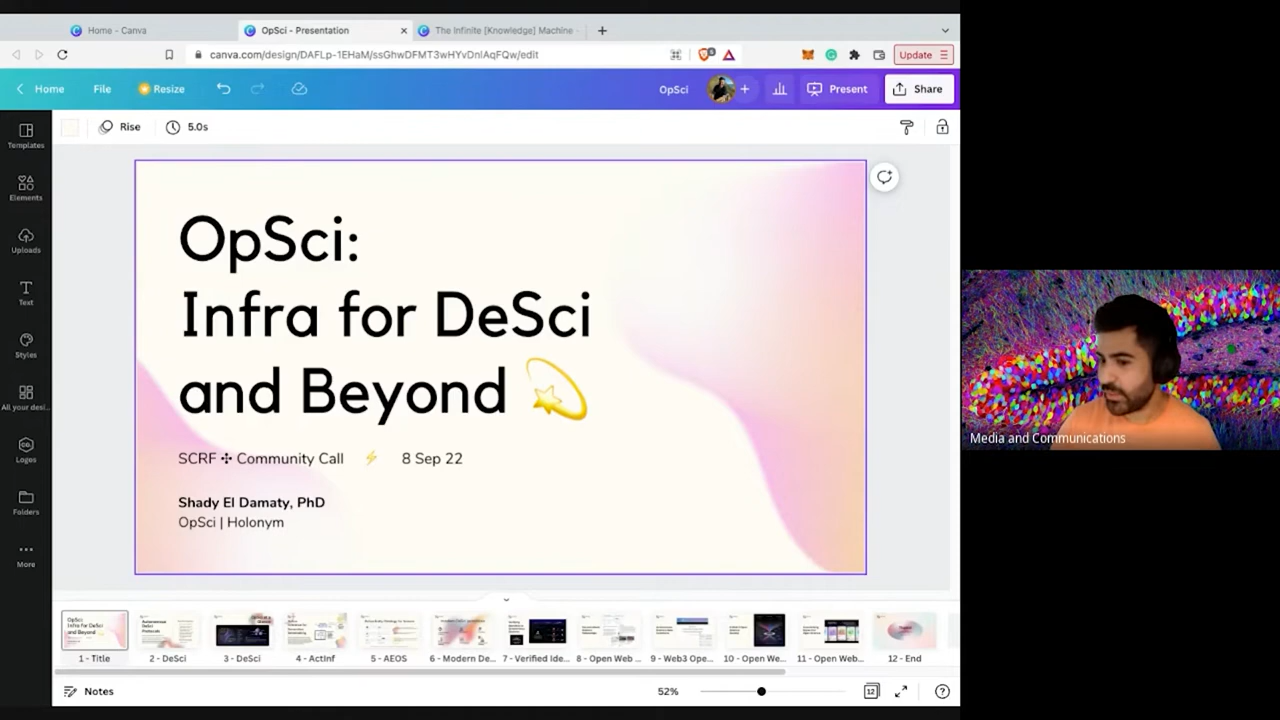 Home - Canva
OpSci - Presentation
The Infinite [Knowledge] Machine -
canva.com/design/DAFLp-1EHaM/ssGhwDFMT3wHYvDnlAqFQw/edit
Update
Home File Resize
OpSci
Present
Share
Templates
Elements
Uploads
Text
Styles
All your desi...
Logos
Folders
More
Rise
5.0s
OpSci:
Infra for DeSci
and Beyond 💫
SCRF ✣ Community Call ⚡ 8 Sep 22
Shady El Damaty, PhD
OpSci | Holonym
Media and Communications
1 - Title
2 - DeSci
3 - DeSci
4 - ActInf
5 - AEOS
6 - Modern De...
7 - Verified Ide...
8 - Open Web ...
9 - Web3 Ope...
10 - Open We...
11 - Open Web...
12 - End
Notes
52%
12